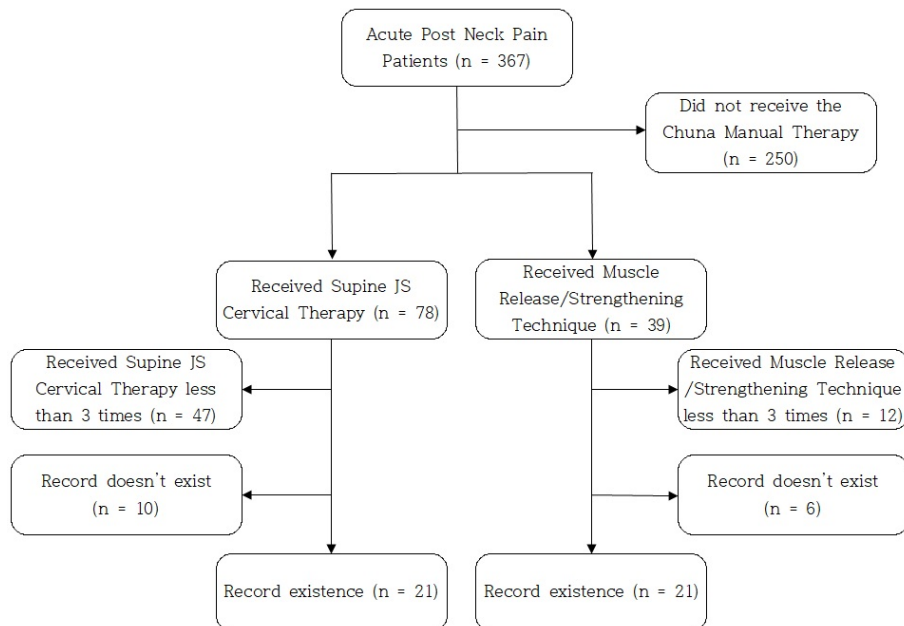 Acute Post Neck Pain
Patients (n = 367)
Did not receive the
Chuna Manual Therapy
(n = 250)
Received Supine JS
Cervical Therapy (n = 78)
Received Muscle
Release/Strengthening
Technique (n = 39)
Received Supine JS
Cervical Therapy less
than 3 times (n = 47)
Received Muscle Release
/Strengthening Technique
less than 3 times (n = 12)
Record doesn't exist
(n = 10)
Record doesn't exist
(n = 6)
Record existence (n = 21)
Record existence (n = 21)